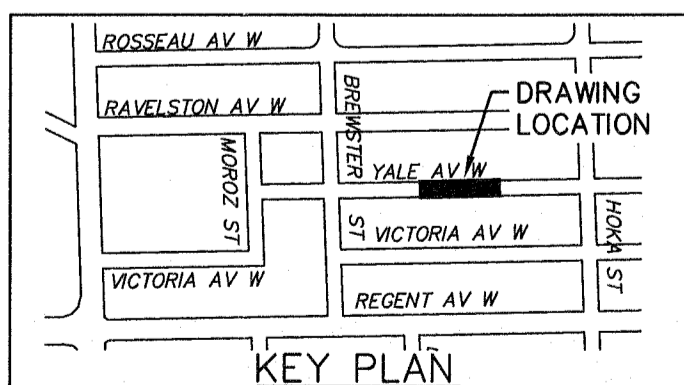 ROSSEAU AV W
RAVELSTON AV W
BREWSTER
DRAWING
LOCATION
MOROZ ST
YALE AV W
ST
VICTORIA AV W
HOKA ST
VICTORIA AV W
REGENT AV W
KEY PLAN